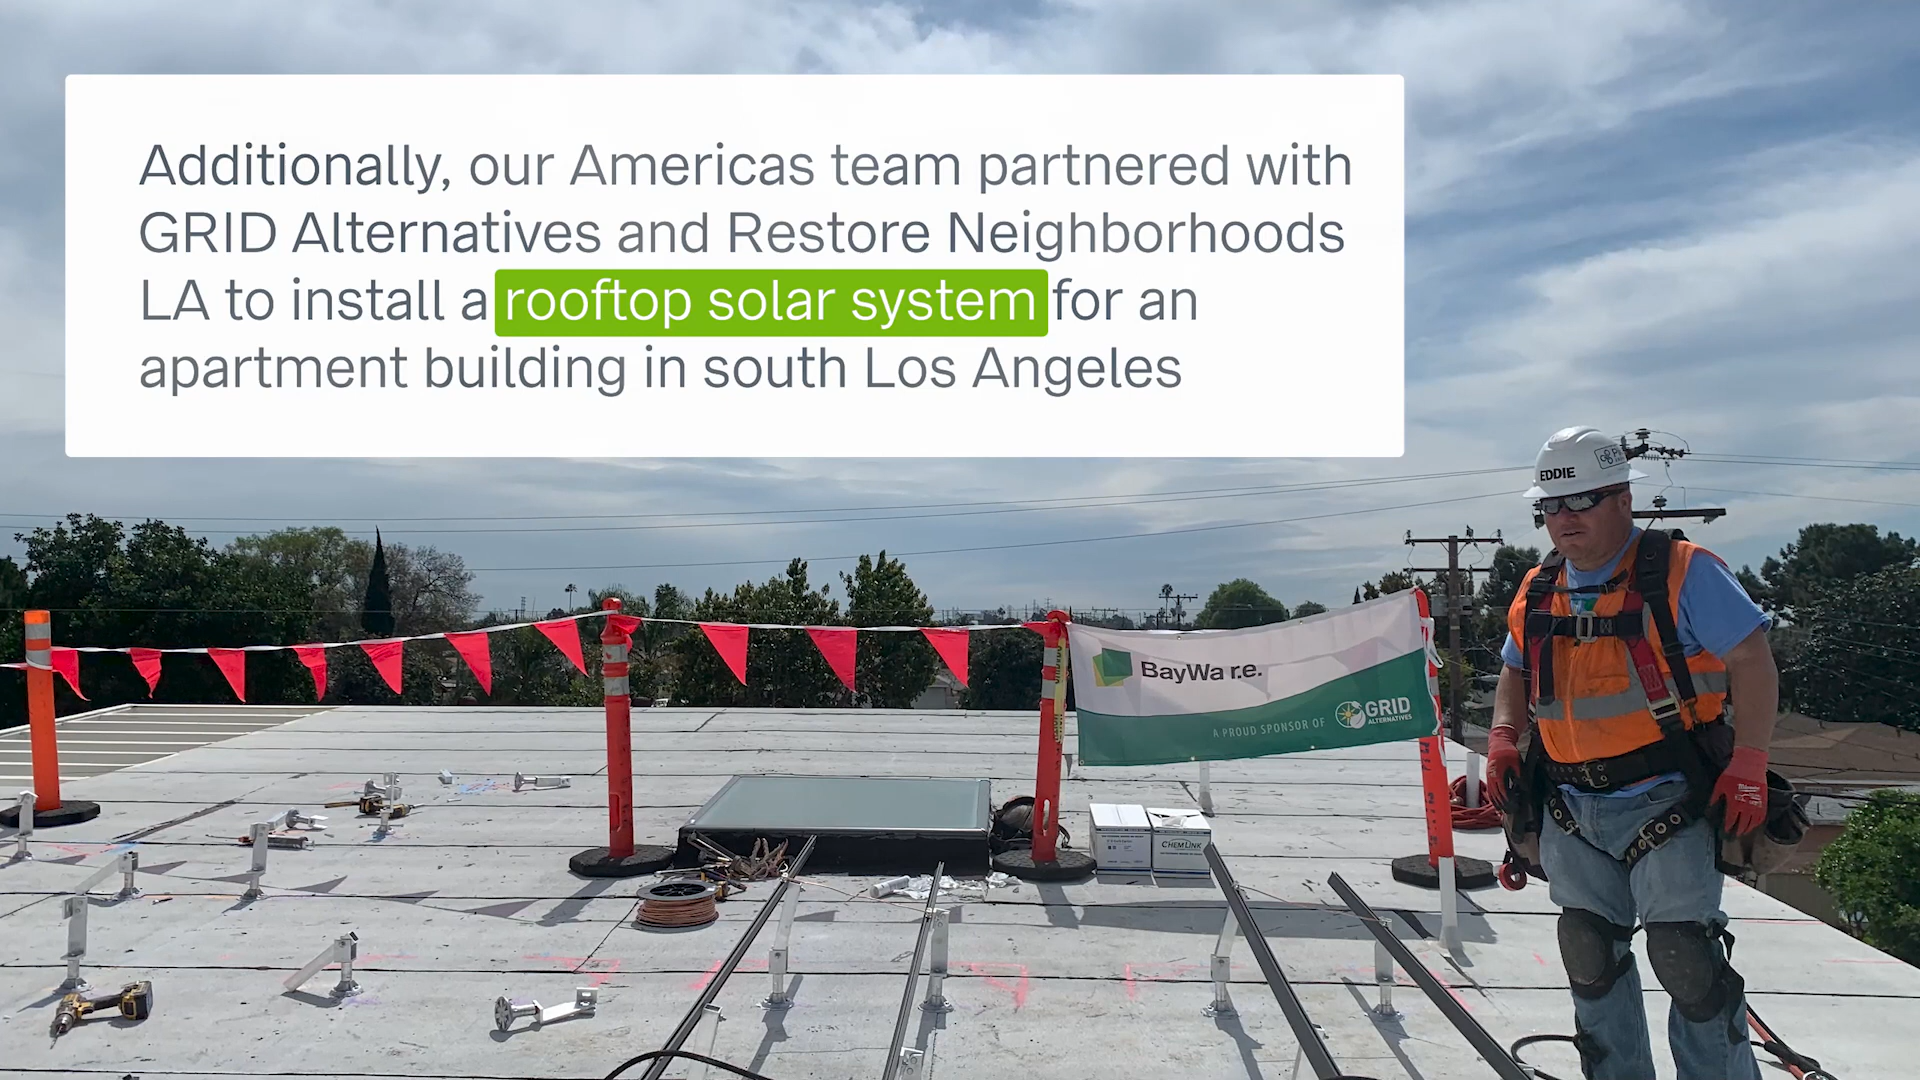 Additionally, our Americas team partnered with
GRID Alternatives and Restore Neighborhoods
LA to install a rooftop solar system for an
apartment building in south Los Angeles
EDDIE
BayWa r.e.
A PROUD SPONSOR OF
GRID
ALTERNATIVES
CHEMLINK